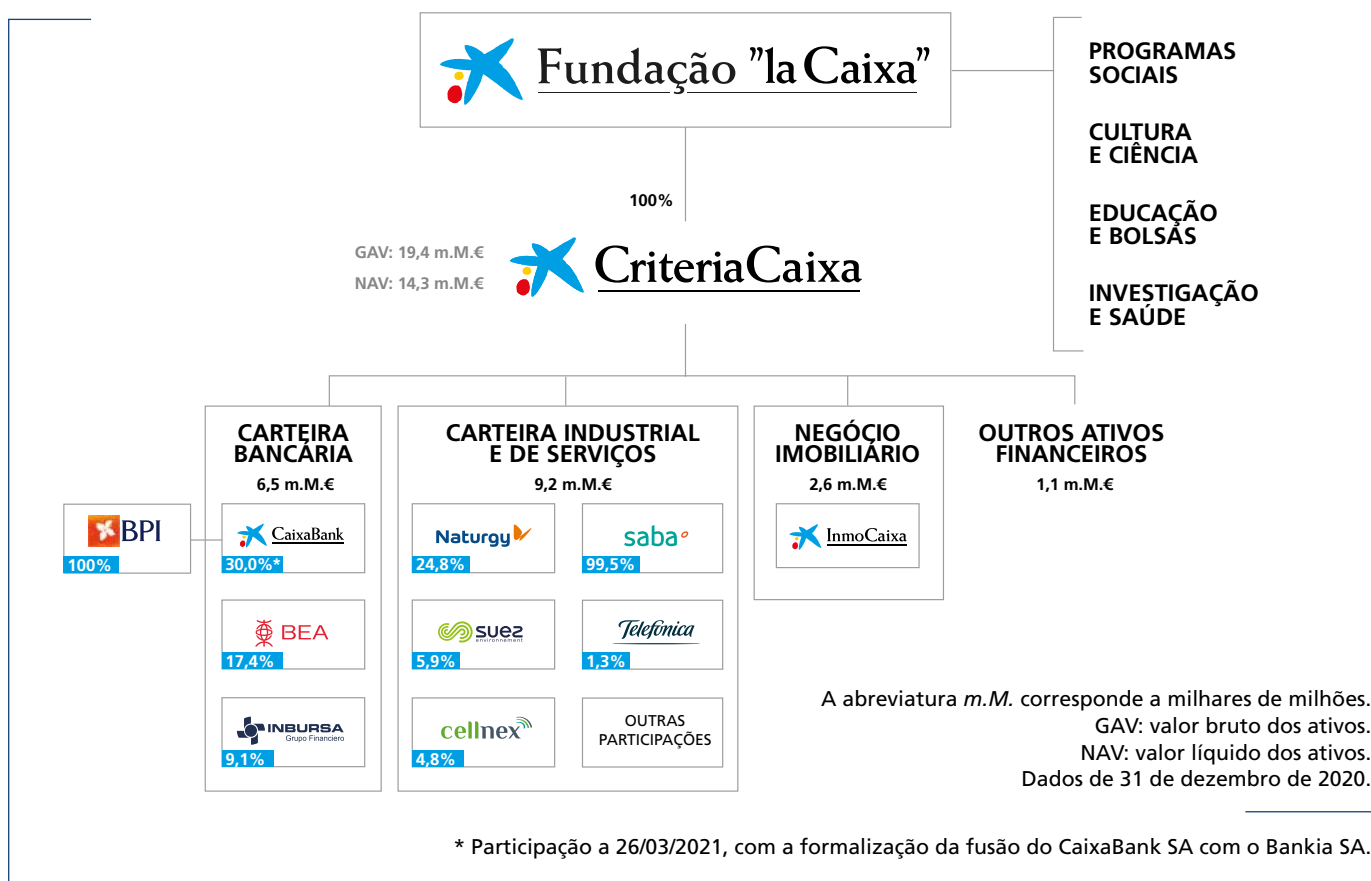 Fundação "la Caixa"
PROGRAMAS
SOCIAIS
CULTURA
E CIÊNCIA
EDUCAÇÃO
E BOLSAS
INVESTIGAÇÃO
E SAÚDE
100%
GAV: 19,4 m.M.€
NAV: 14,3 m.M.€
CriteriaCaixa
CARTEIRA
BANCÁRIA
6,5 m.M.€
BPI
100%
CaixaBank
30,0%*
BEA
17,4%
INBURSA
Grupo Financiero
9,1%
CARTEIRA INDUSTRIAL
E DE SERVIÇOS
9,2 m.M.€
Naturgy
24,8%
saba
99,5%
suez
environnement
5,9%
Telefónica
1,3%
cellnex
4,8%
OUTRAS
PARTICIPAÇÕES
NEGÓCIO
IMOBILIÁRIO
2,6 m.M.€
InmoCaixa
OUTROS ATIVOS
FINANCEIROS
1,1 m.M.€
A abreviatura m.M. corresponde a milhares de milhões.
GAV: valor bruto dos ativos.
NAV: valor líquido dos ativos.
Dados de 31 de dezembro de 2020.
* Participação a 26/03/2021, com a formalização da fusão do CaixaBank SA com o Bankia SA.